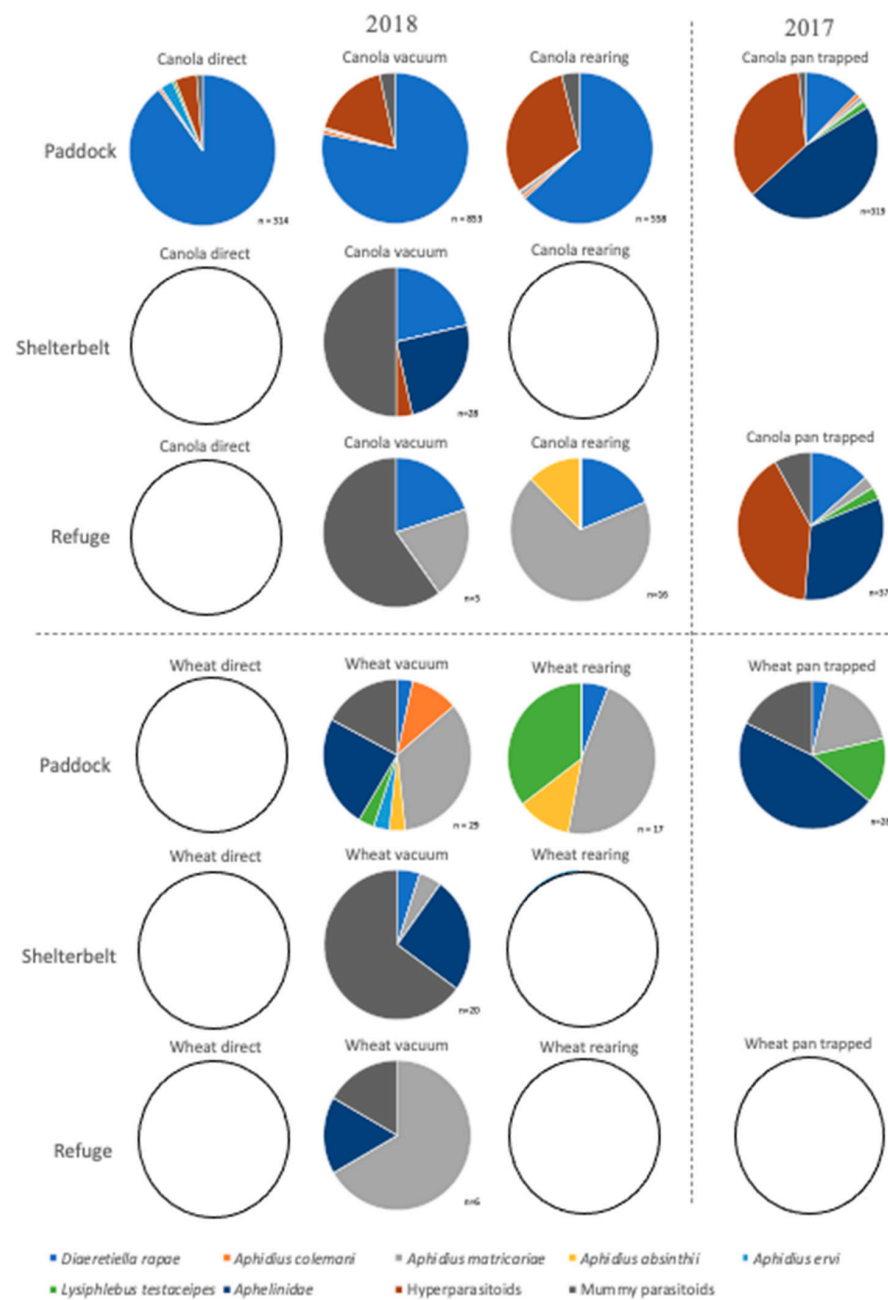 2018 2017
Canola direct Canola vacuum Canola rearing Canola pan trapped
Paddock
n = 314 n = 853 n = 558 n=319
Canola direct Canola vacuum Canola rearing
Shelterbelt
n=28
Canola direct Canola vacuum Canola rearing Canola pan trapped
Refuge
n=5 n=16 n=37
Wheat direct Wheat vacuum Wheat rearing Wheat pan trapped
Paddock
n = 29 n = 17
Wheat direct Wheat vacuum Wheat rearing
Shelterbelt
n=20
Wheat direct Wheat vacuum Wheat rearing Wheat pan trapped
Refuge
n=6
Diaeretiella rapae Aphidius colemani Aphidius matricariae Aphidius absinthii Aphidius ervi
Lysiphlebus testaceipes Aphelinidae Hyperparasitoids Mummy parasitoids